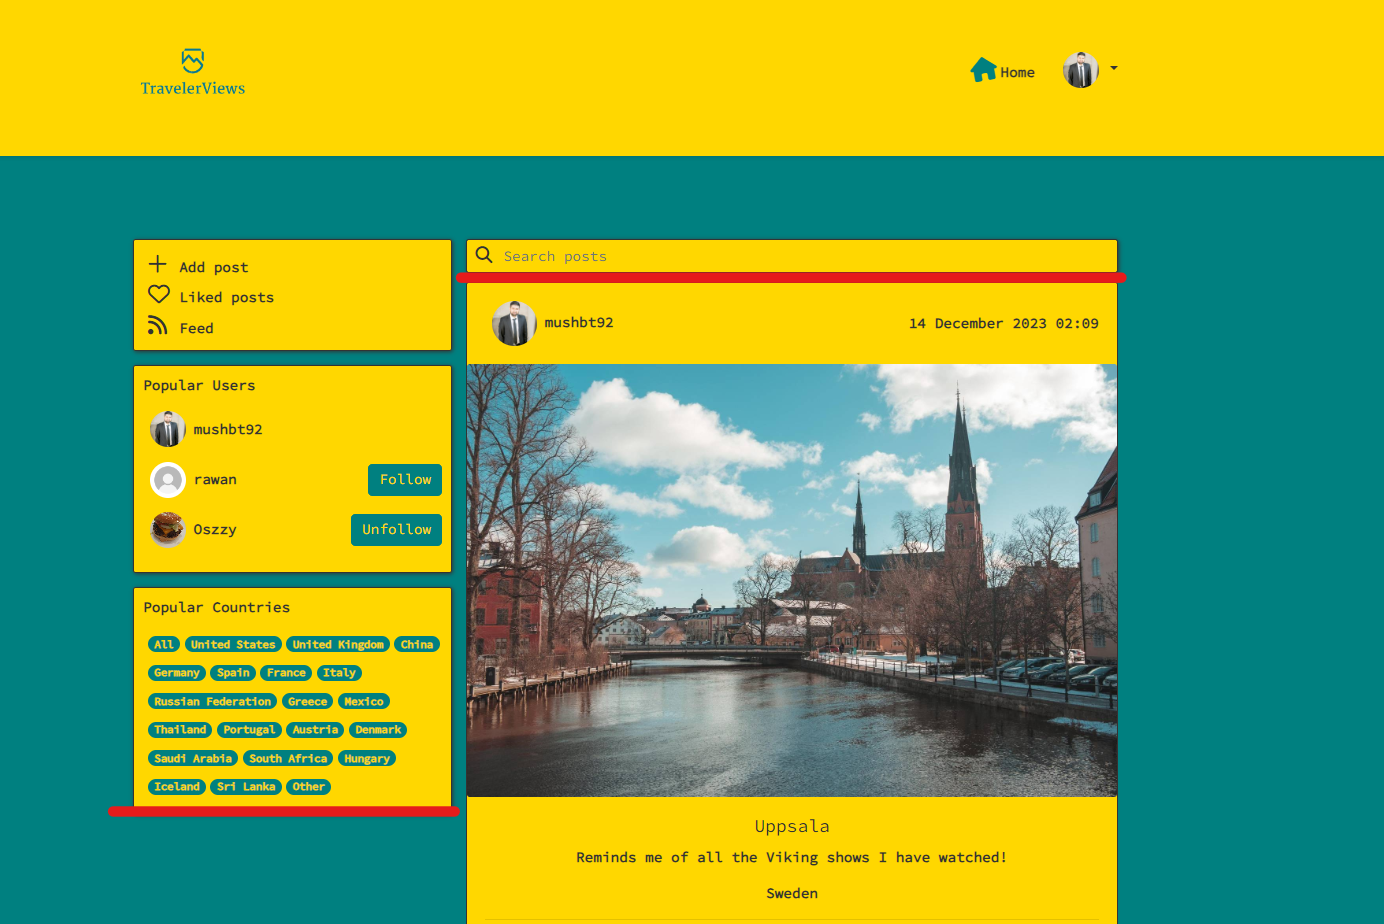 TravelerViews
Home
Add post
Liked posts
Feed
Popular Users
mushbt92
rawan
Follow
Oszzy
Unfollow
Popular Countries
All United States United Kingdom China
Germany Spain France Italy
Russian Federation Greece Mexico
Thailand Portugal Austria Denmark
Saudi Arabia South Africa Hungary
Iceland Sri Lanka Other
Search posts
mushbt92
14 December 2023 02:09
Uppsala
Reminds me of all the Viking shows I have watched!
Sweden